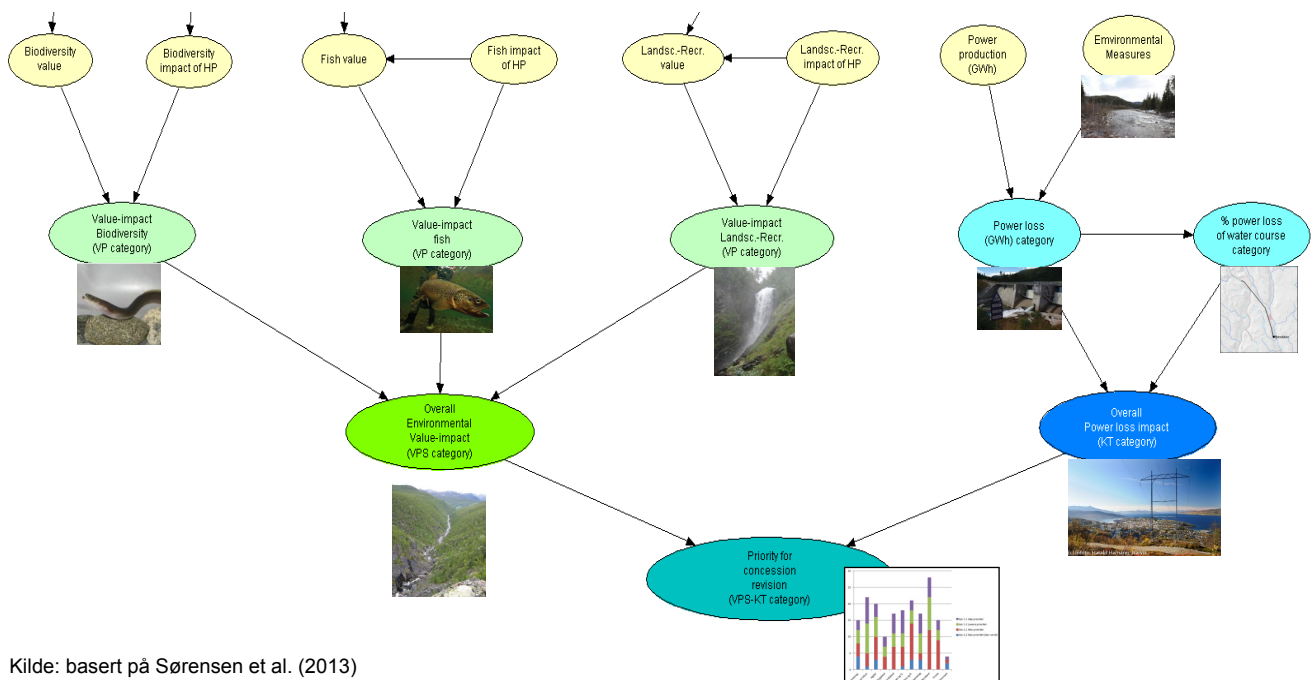 Biodiversity
value
Biodiversity
impact of HP
Fish value
Fish impact
of HP
Landsc.-Recr.
value
Landsc.-Recr.
impact of HP
Power
production
(GWh)
Environmental
Measures
Value-impact
Biodiversity
(VP category)
Value-impact
fish
(VP category)
Value-impact
Landsc.-Recr.
(VP category)
Power loss
(GWh) category
% power loss
of water course
category
Overall
Environmental
Value-impact
(VPS category)
Overall
Power loss impact
(KT category)
Priority for
concession
revision
(VPS-KT category)
Kilde: basert på Sørensen et al. (2013)